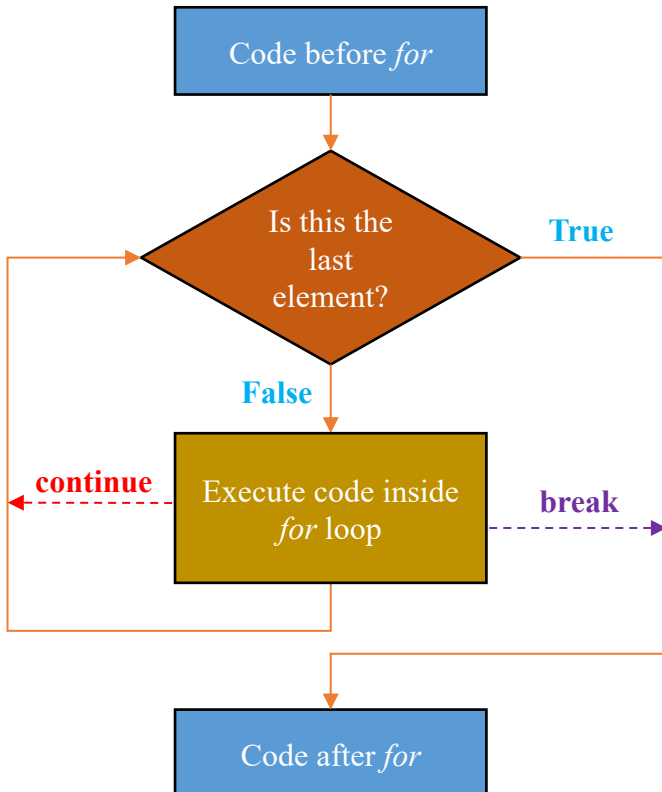 Code before for
Is this the
last
element?
True
False
continue
Execute code inside
for loop
break
Code after for